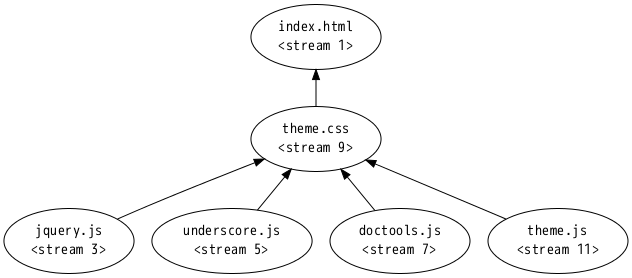 index.html
<stream 1>
theme.css
<stream 9>
jquery.js
<stream 3>
underscore.js
<stream 5>
doctools.js
<stream 7>
theme.js
<stream 11>